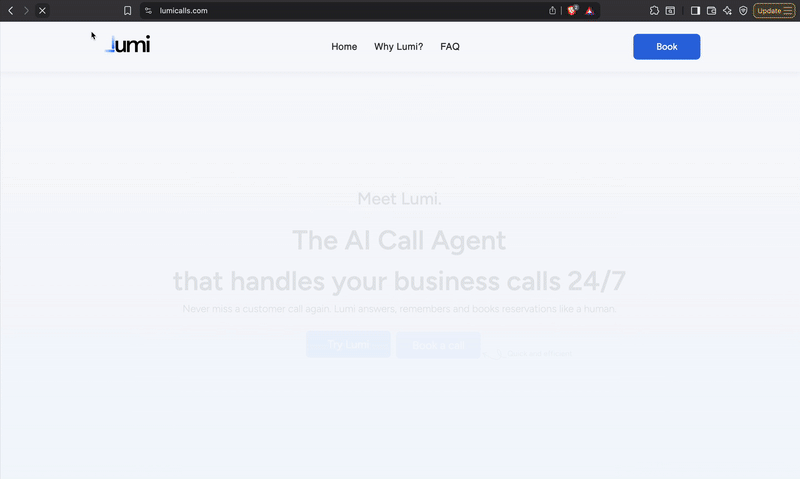 lumicalls.com
2
Update
lumi
Home
Why Lumi?
FAQ
Book
Meet Lumi.
The AI Call Agent
that handles your business calls 24/7
Never miss a customer call again. Lumi answers, remembers and books reservations like a human.
Try Lumi
Book a call